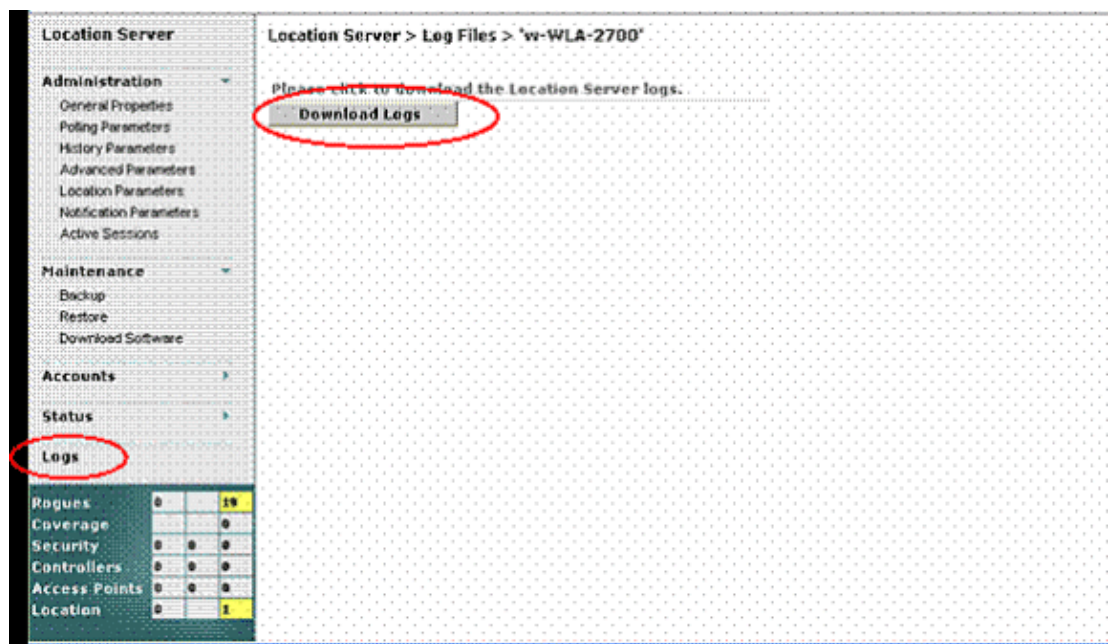 Location Server
Administration
General Properties
Polling Parameters
History Parameters
Advanced Parameters
Location Parameters
Notification Parameters
Active Sessions
Maintenance
Backup
Restore
Download Software
Accounts
Status
Logs
Rogues 0 19
Coverage 0
Security 0 0 0
Controllers 0 0 0
Access Points 0 0 0
Location 0 1
Location Server > Log Files > 'w-WLA-2700'
Please click to download the Location Server logs.
Download Logs